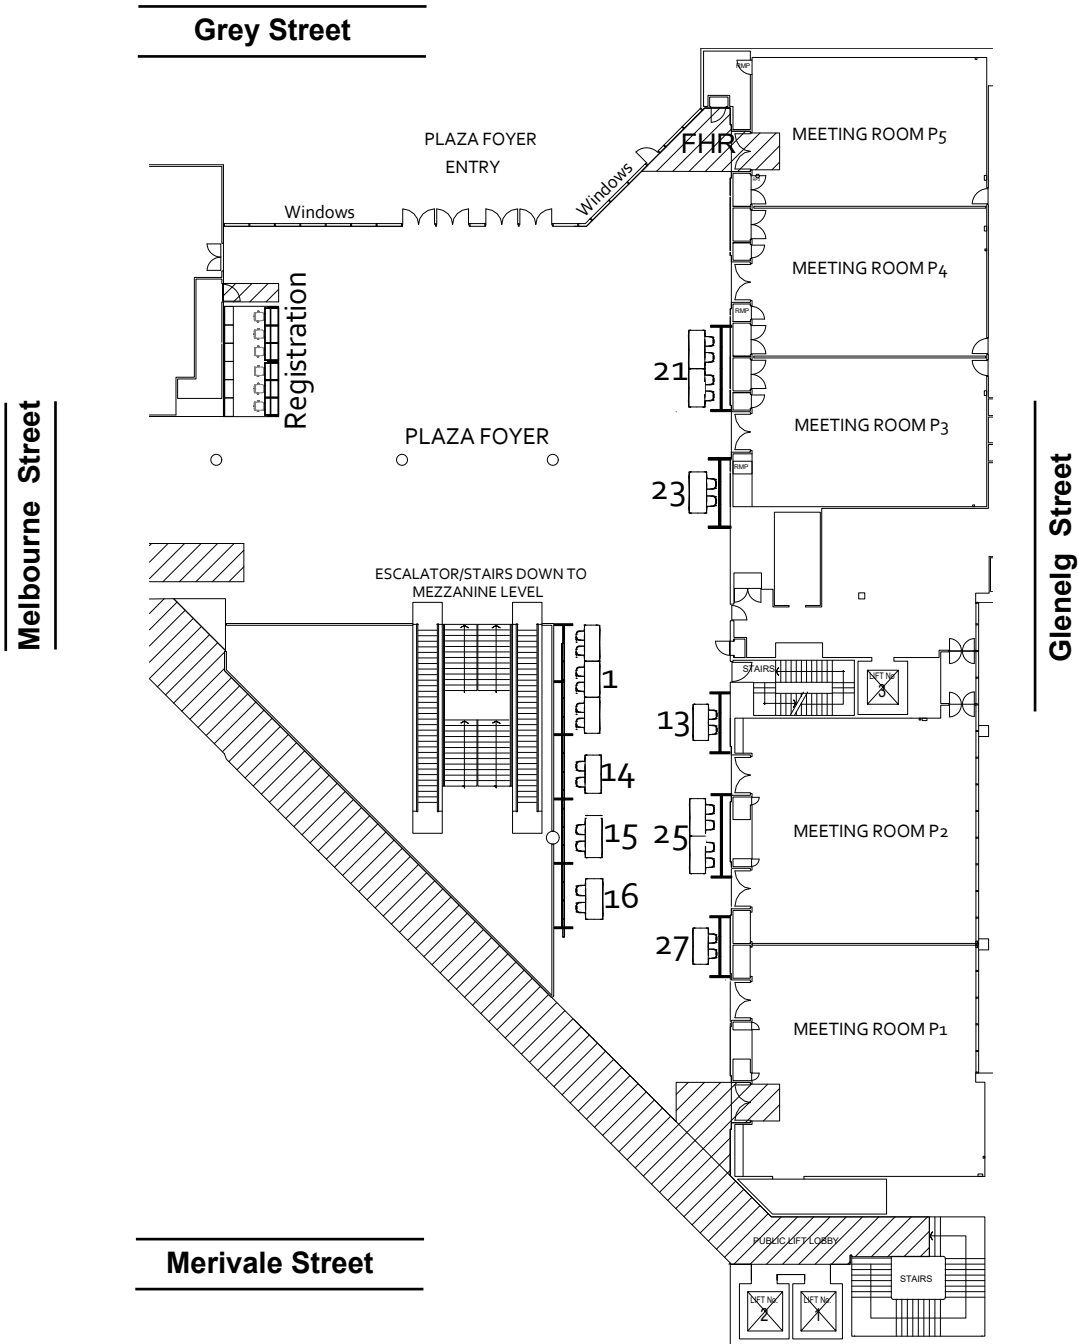 Grey Street
RMP
PLAZA FOYER
ENTRY
FHR
MEETING ROOM P5
Windows
Windows
MEETING ROOM P4
Registration
RMP
21
MEETING ROOM P3
PLAZA FOYER
Melbourne Street
Glenelg Street
RMP
23
ESCALATOR/STAIRS DOWN TO
MEZZANINE LEVEL
STAIRS
LIFT No
3
1
13
14
15
25
MEETING ROOM P2
16
27
MEETING ROOM P1
PUBLIC LIFT LOBBY
Merivale Street
STAIRS
LIFT No.
2
LIFT No.
1